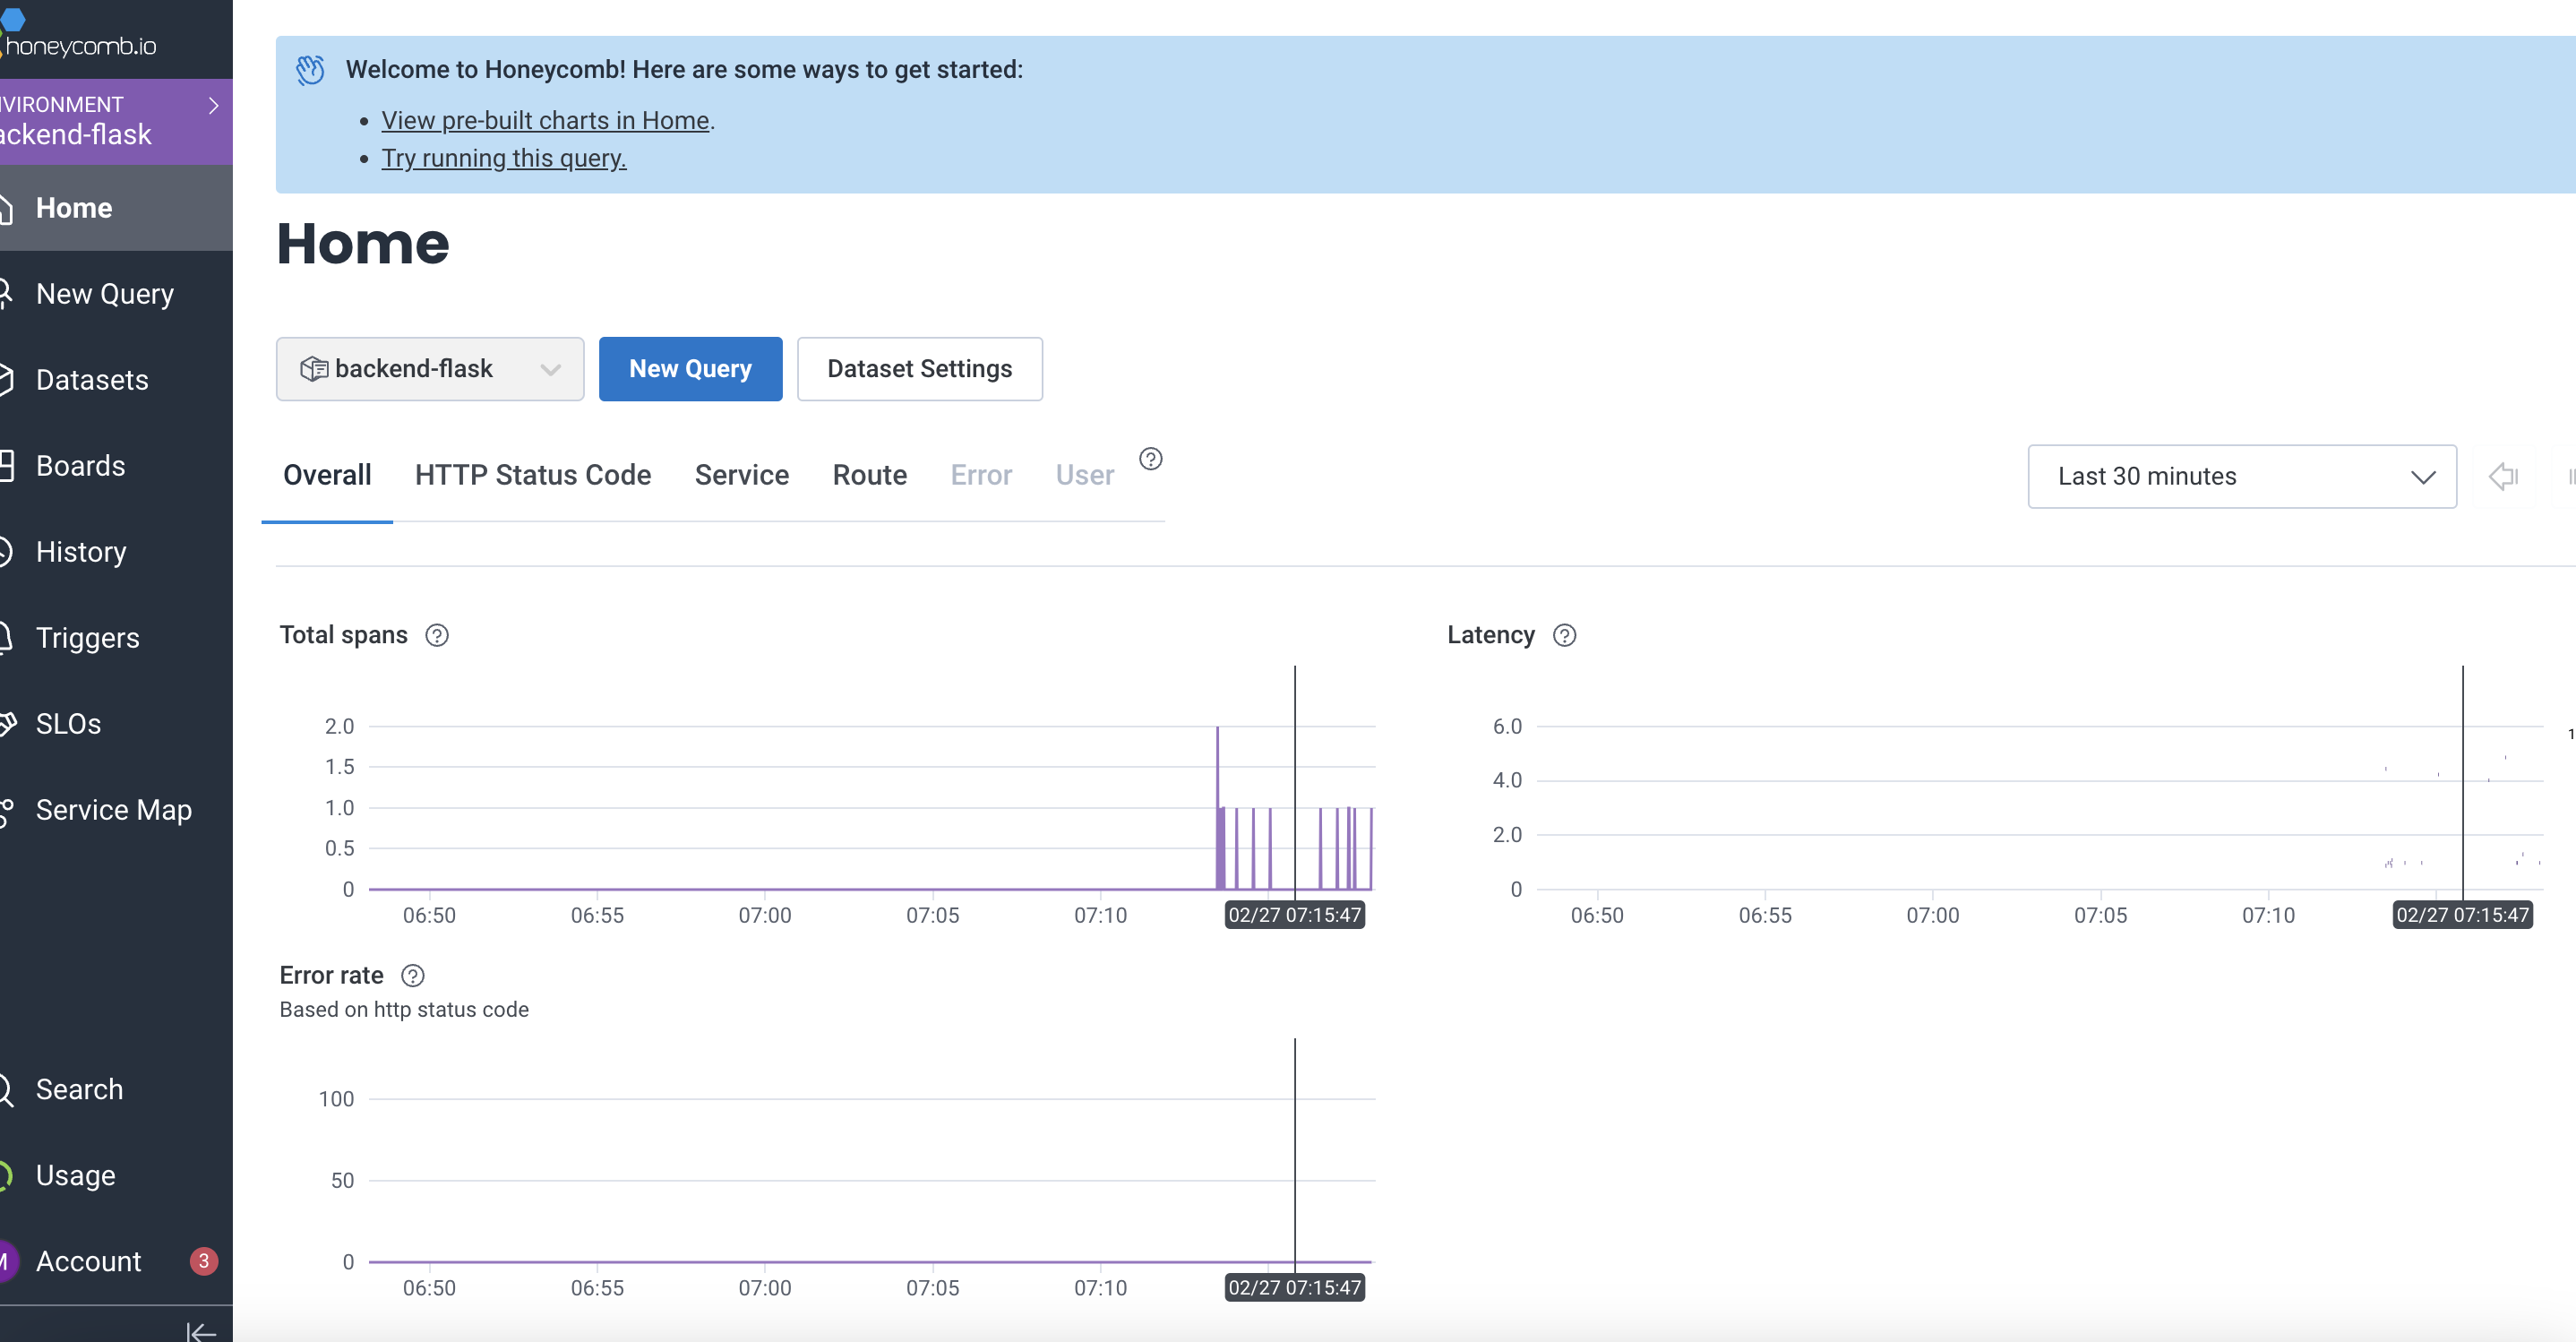 honeycomb.io
NVIRONMENT
ackend-flask
Home
New Query
Datasets
Boards
History
Triggers
SLOs
Service Map
Search
Usage
M Account 3
Welcome to Honeycomb! Here are some ways to get started:
• View pre-built charts in Home.
• Try running this query.
Home
backend-flask New Query Dataset Settings
Overall HTTP Status Code Service Route Error User
Last 30 minutes
Total spans
2.0
1.5
1.0
0.5
0
06:50 06:55 07:00 07:05 07:10 02/27 07:15:47
Latency
6.0
4.0
2.0
0
06:50 06:55 07:00 07:05 07:10 02/27 07:15:47
1
Error rate
Based on http status code
100
50
0
06:50 06:55 07:00 07:05 07:10 02/27 07:15:47